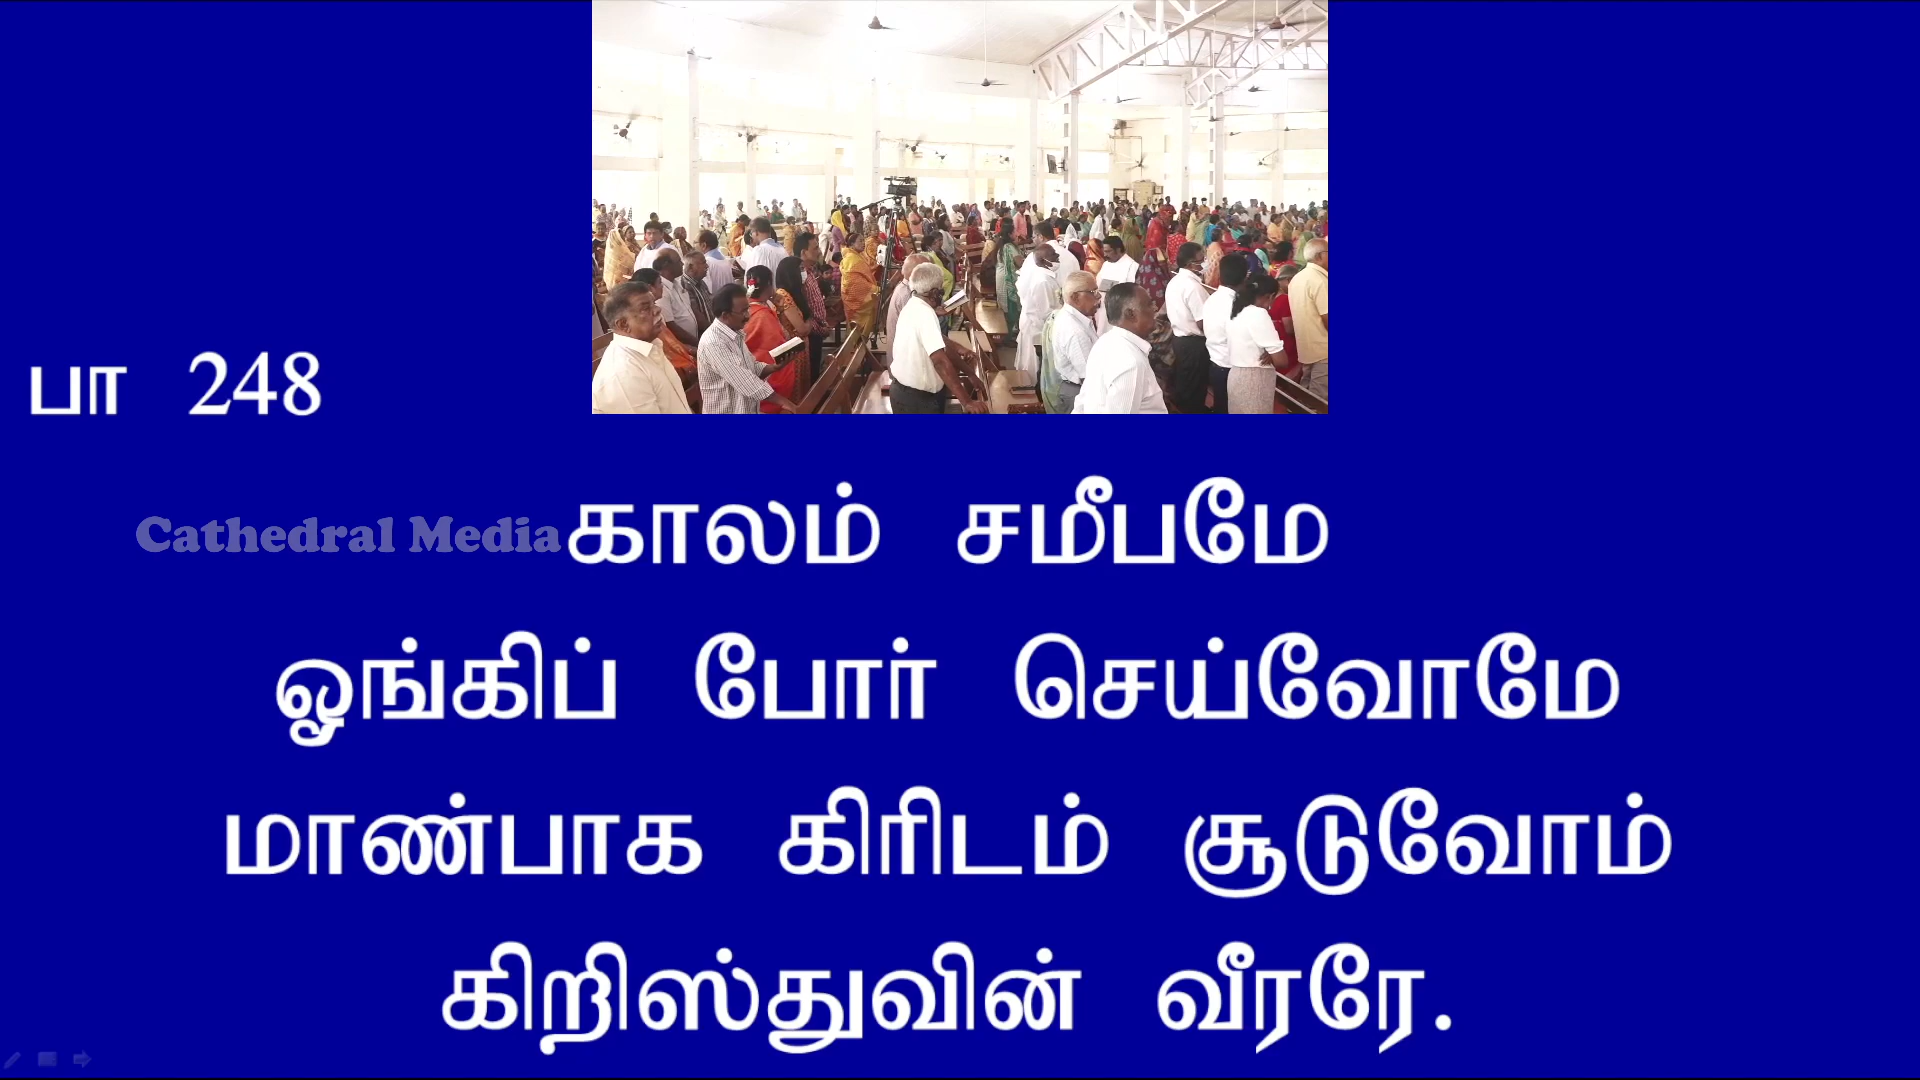 பா 248
Cathedral Media
காலம் சமீபமே
ஓங்கிப் போர் செய்வோமே
மாண்பாக கிரிடம் சூடுவோம்
கிறிஸ்துவின் வீரரே.